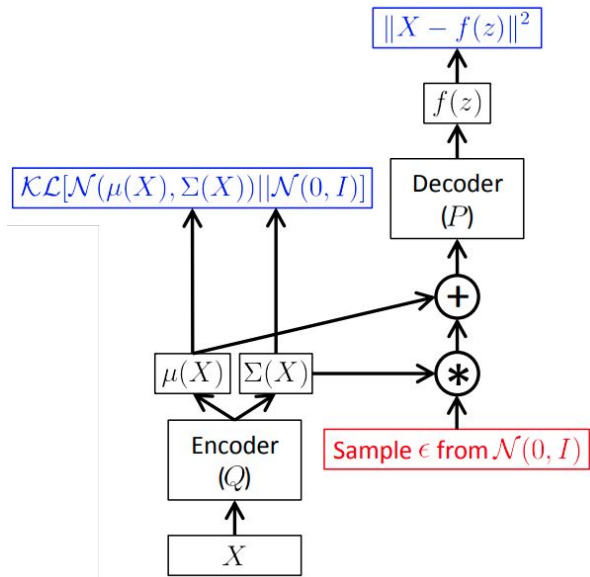 ‖X − f(z)‖²
f(z)
𝒦ℒ[𝒩(μ(X), Σ(X))||𝒩(0, I)]
Decoder
(P)
+
μ(X)
Σ(X)
*
Encoder
(Q)
Sample ϵ from 𝒩(0, I)
X